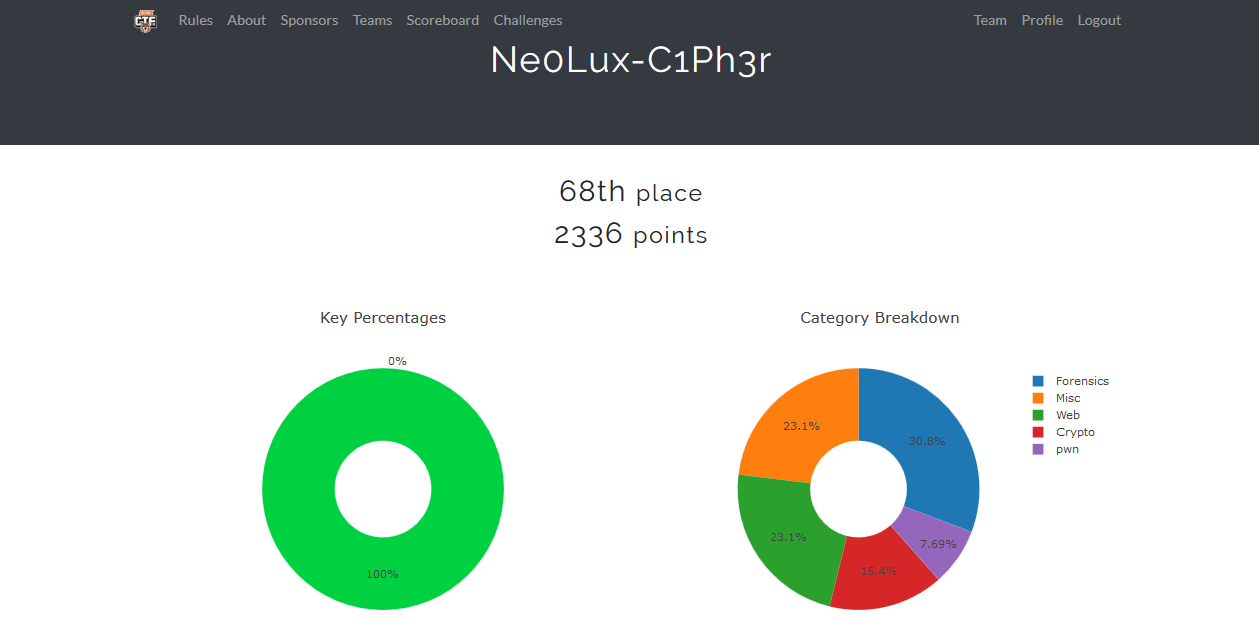 CTF
Rules About Sponsors Teams Scoreboard Challenges Team Profile Logout
Ne0Lux-C1Ph3r
68th place
2336 points
Key Percentages
0%
100%
Category Breakdown
23.1%
30.8%
23.1%
7.69%
15.4%
Forensics
Misc
Web
Crypto
pwn